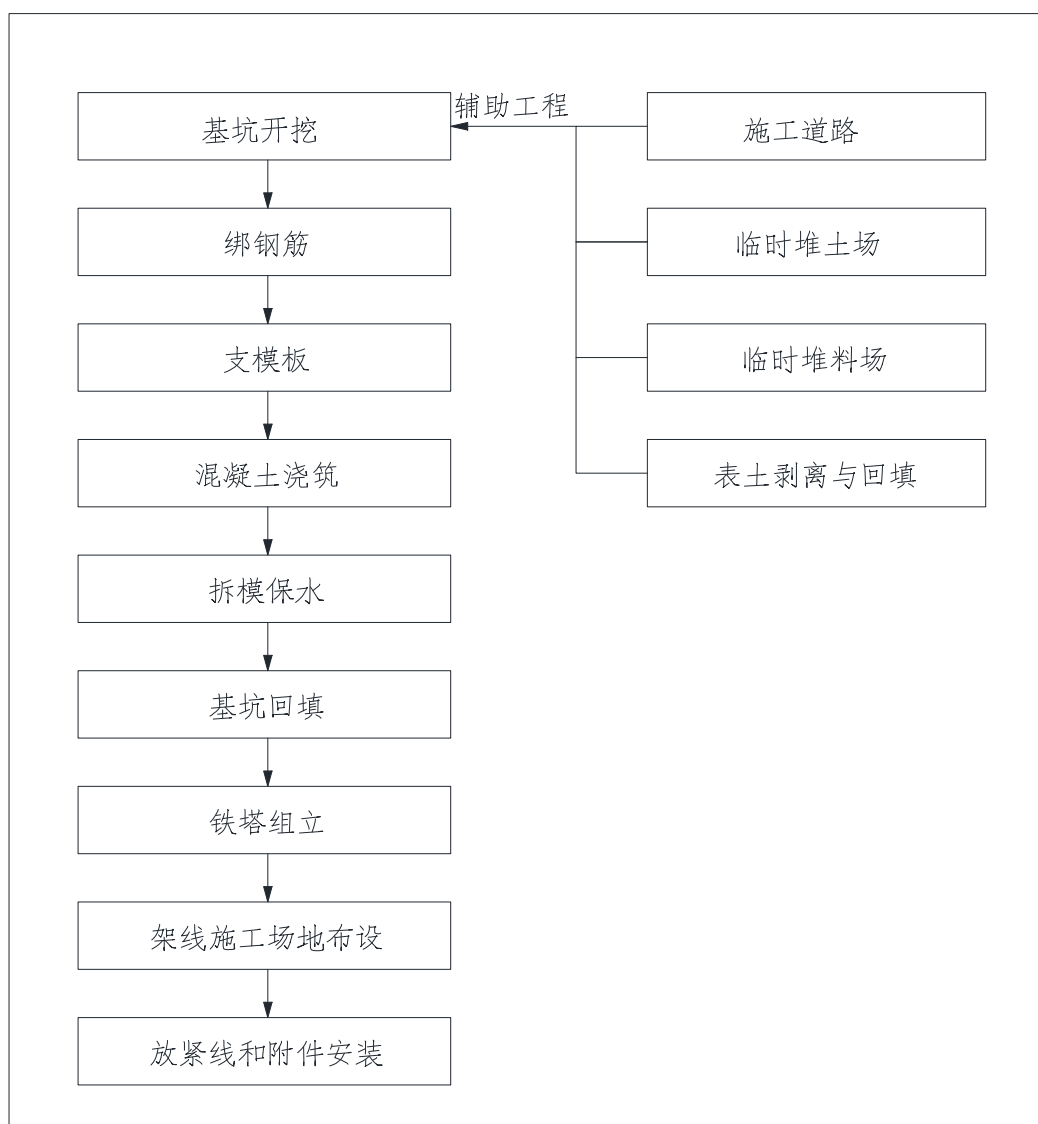 基坑开挖
辅助工程
施工道路
绑钢筋
临时堆土场
支模板
临时堆料场
混凝土浇筑
表土剥离与回填
拆模保水
基坑回填
铁塔组立
架线施工场地布设
放紧线和附件安装